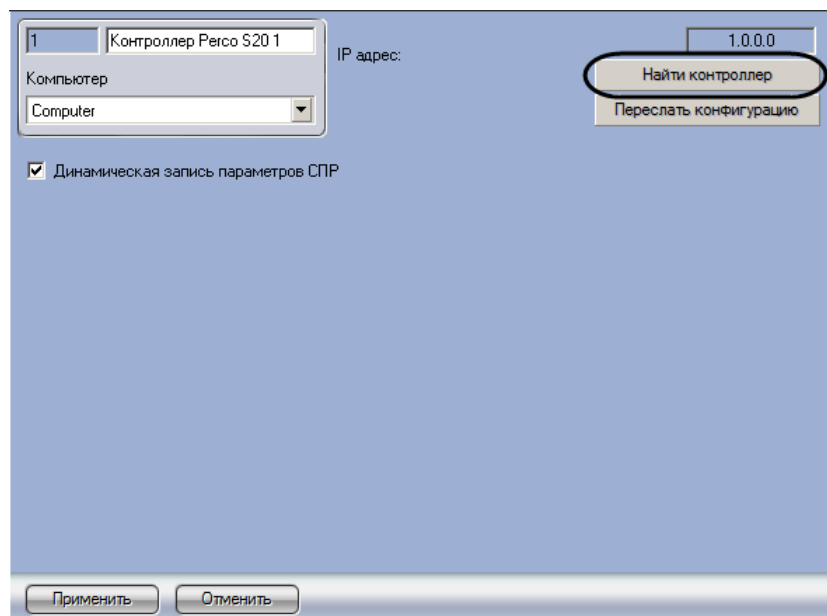 1
Контроллер Perco S20 1
Компьютер
Computer
IP адрес:
1.0.0.0
Найти контроллер
Переслать конфигурацию
Динамическая запись параметров СПР
Применить
Отменить